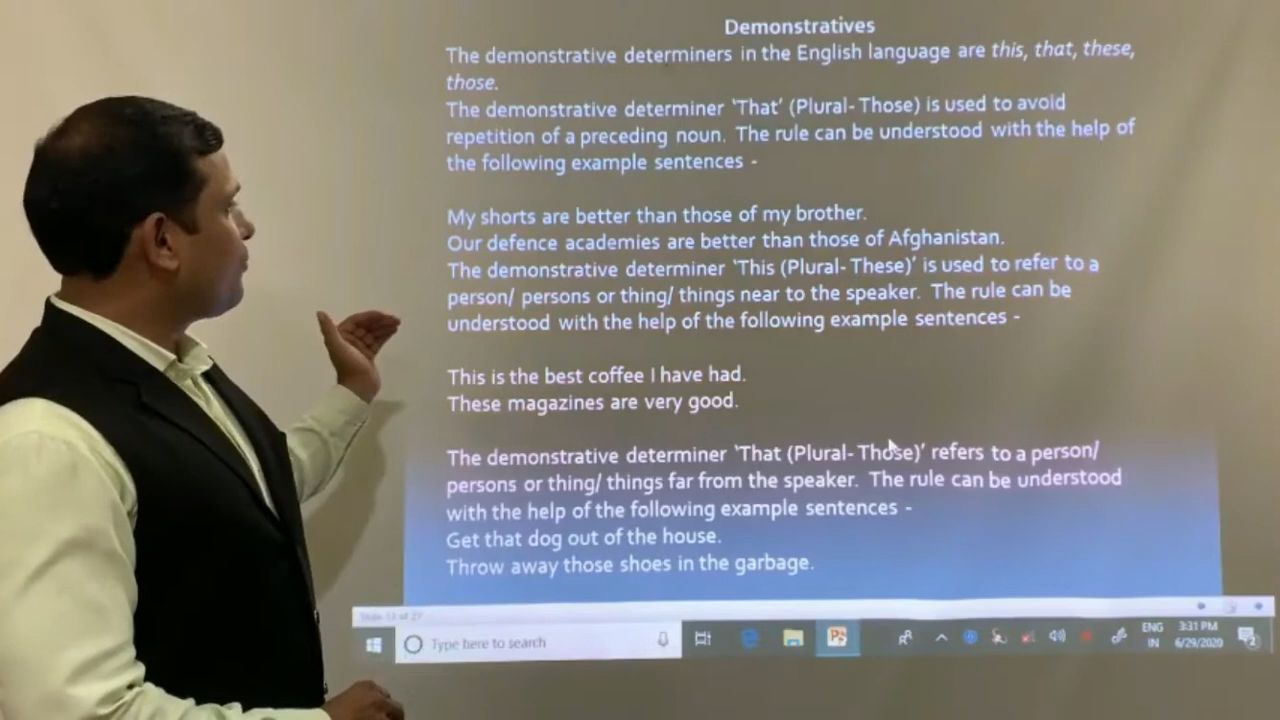 Demonstratives
The demonstrative determiners in the English language are this, that, these,
those.
The demonstrative determiner 'That' (Plural- Those) is used to avoid
repetition of a preceding noun. The rule can be understood with the help of
the following example sentences -
My shorts are better than those of my brother.
Our defence academies are better than those of Afghanistan.
The demonstrative determiner 'This (Plural- These)' is used to refer to a
person/ persons or thing/ things near to the speaker. The rule can be
understood with the help of the following example sentences -
This is the best coffee I have had.
These magazines are very good.
The demonstrative determiner 'That (Plural- Those)' refers to a person/
persons or thing/ things far from the speaker. The rule can be understood
with the help of the following example sentences -
Get that dog out of the house.
Throw away those shoes in the garbage.
Slide 13 of 27
Type here to search
ENG
IN
3:31 PM
6/29/2020